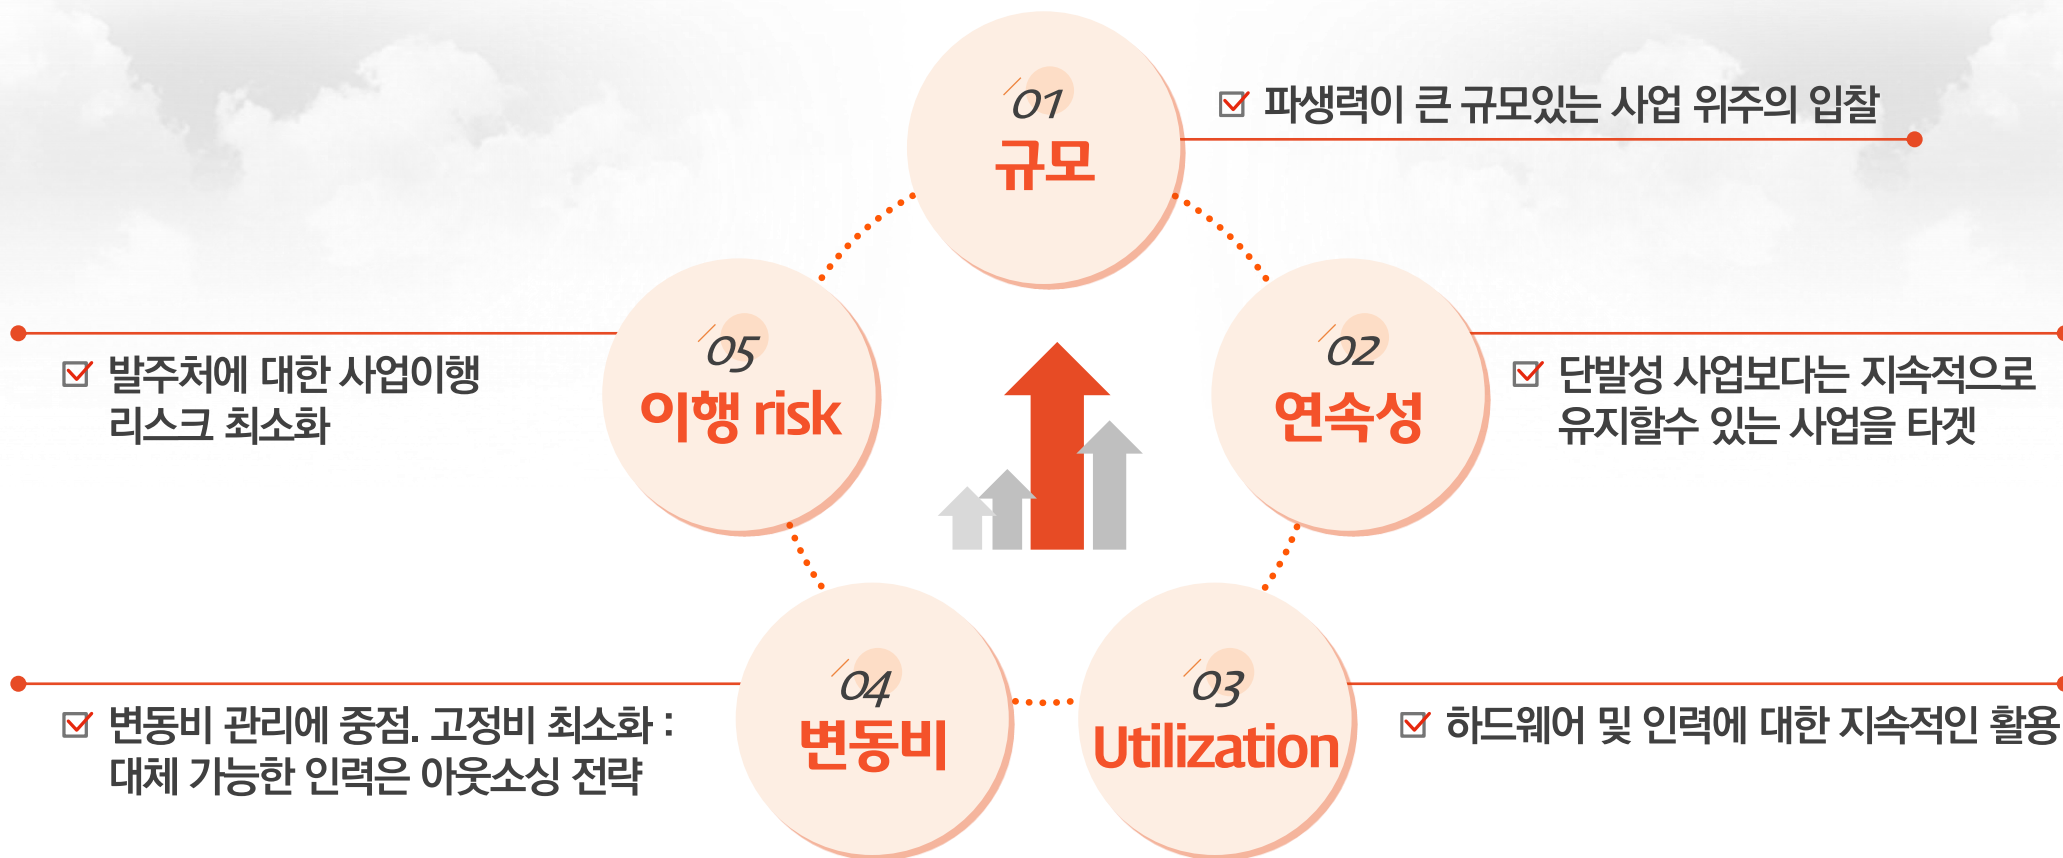 01
규모
파생력이 큰 규모있는 사업 위주의 입찰
02
연속성
단발성 사업보다는 지속적으로
유지할수 있는 사업을 타겟
03
Utilization
하드웨어 및 인력에 대한 지속적인 활용
04
변동비
변동비 관리에 중점. 고정비 최소화 :
대체 가능한 인력은 아웃소싱 전략
05
이행 risk
발주처에 대한 사업이행
리스크 최소화